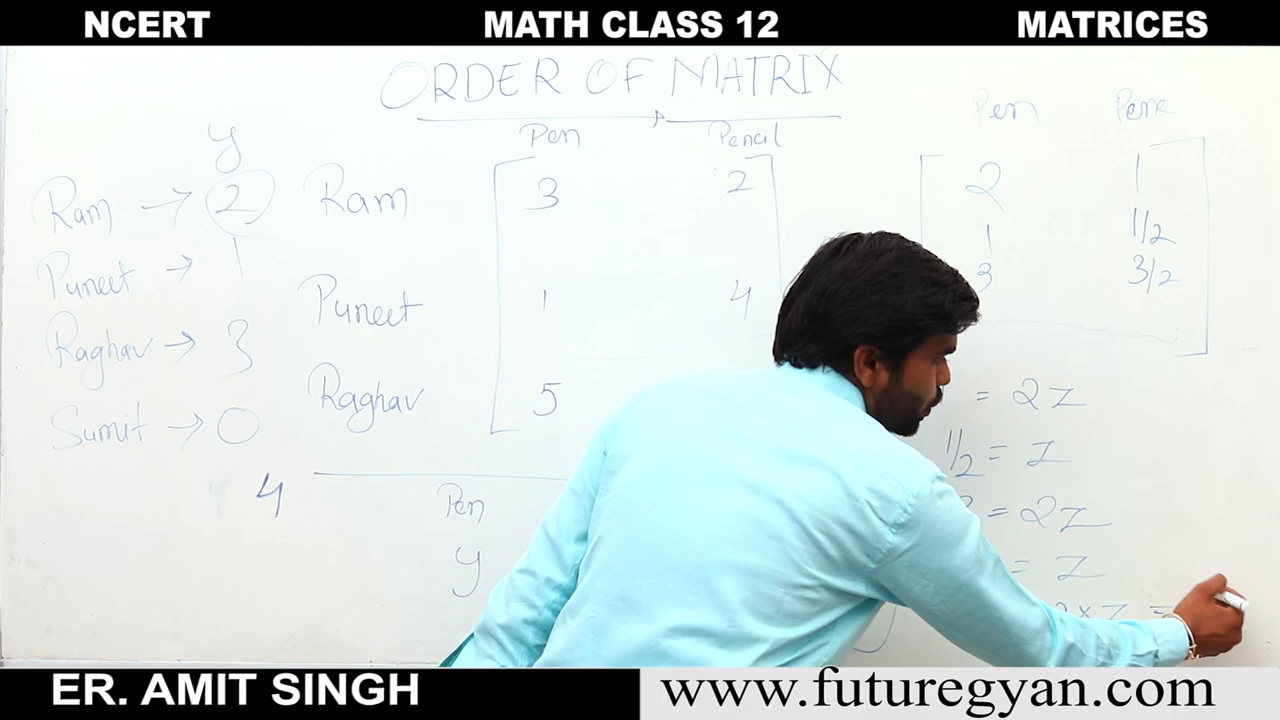 NCERT MATH CLASS 12 MATRICES
ORDER OF MATRIX
Pen Pencil Pen
y
Ram → 2 Ram 3 2 2 1
Puneet → 1 Puneet 1 4 1 1/2
3 3/2
Raghav → 3 Raghav 5
Sumit → 0
4
Pen
y
= 2z
1/2 = z
= 2z
= z
× z =
ER. AMIT SINGH www.futuregyan.com